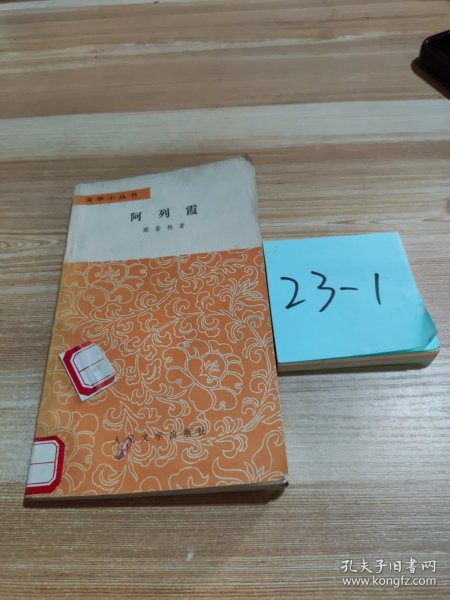 文学小丛书
阿列霞
库普林著
人民文学出版社
23-1
孔夫子旧书网
www.kongfz.com